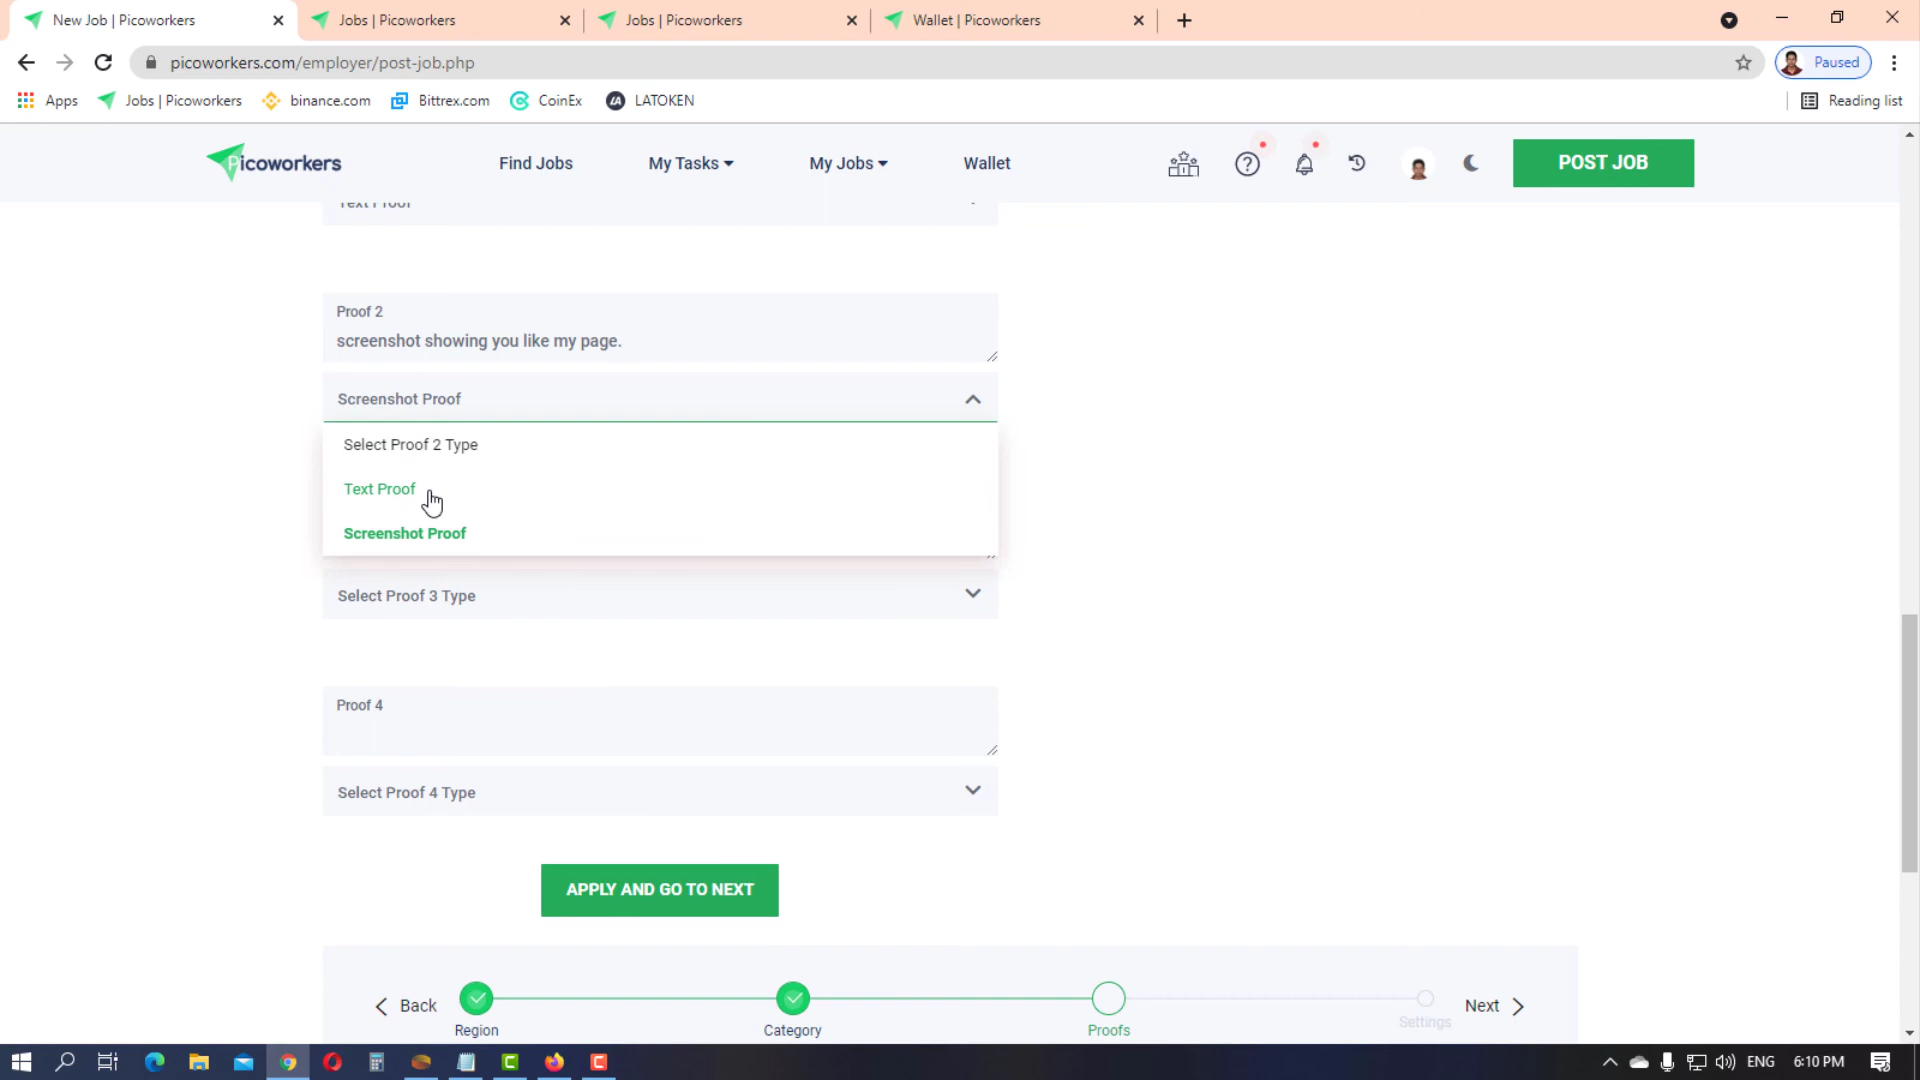 New Job | Picoworkers
Jobs | Picoworkers
Jobs | Picoworkers
Wallet | Picoworkers
picoworkers.com/employer/post-job.php
Paused
Apps
Jobs | Picoworkers
binance.com
Bittrex.com
CoinEx
LATOKEN
Reading list
Picoworkers
Find Jobs
My Tasks
My Jobs
Wallet
POST JOB
Text Proof
Proof 2
screenshot showing you like my page.
Screenshot Proof
Select Proof 2 Type
Text Proof
Screenshot Proof
Select Proof 3 Type
Proof 4
Select Proof 4 Type
APPLY AND GO TO NEXT
Back
Region
Category
Proofs
Settings
Next
ENG
6:10 PM